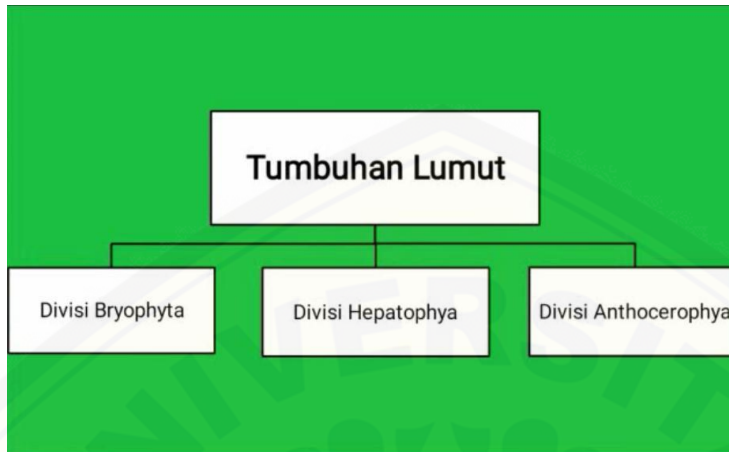 Tumbuhan Lumut
Divisi Bryophyta
Divisi Hepatophya
Divisi Anthocerophya